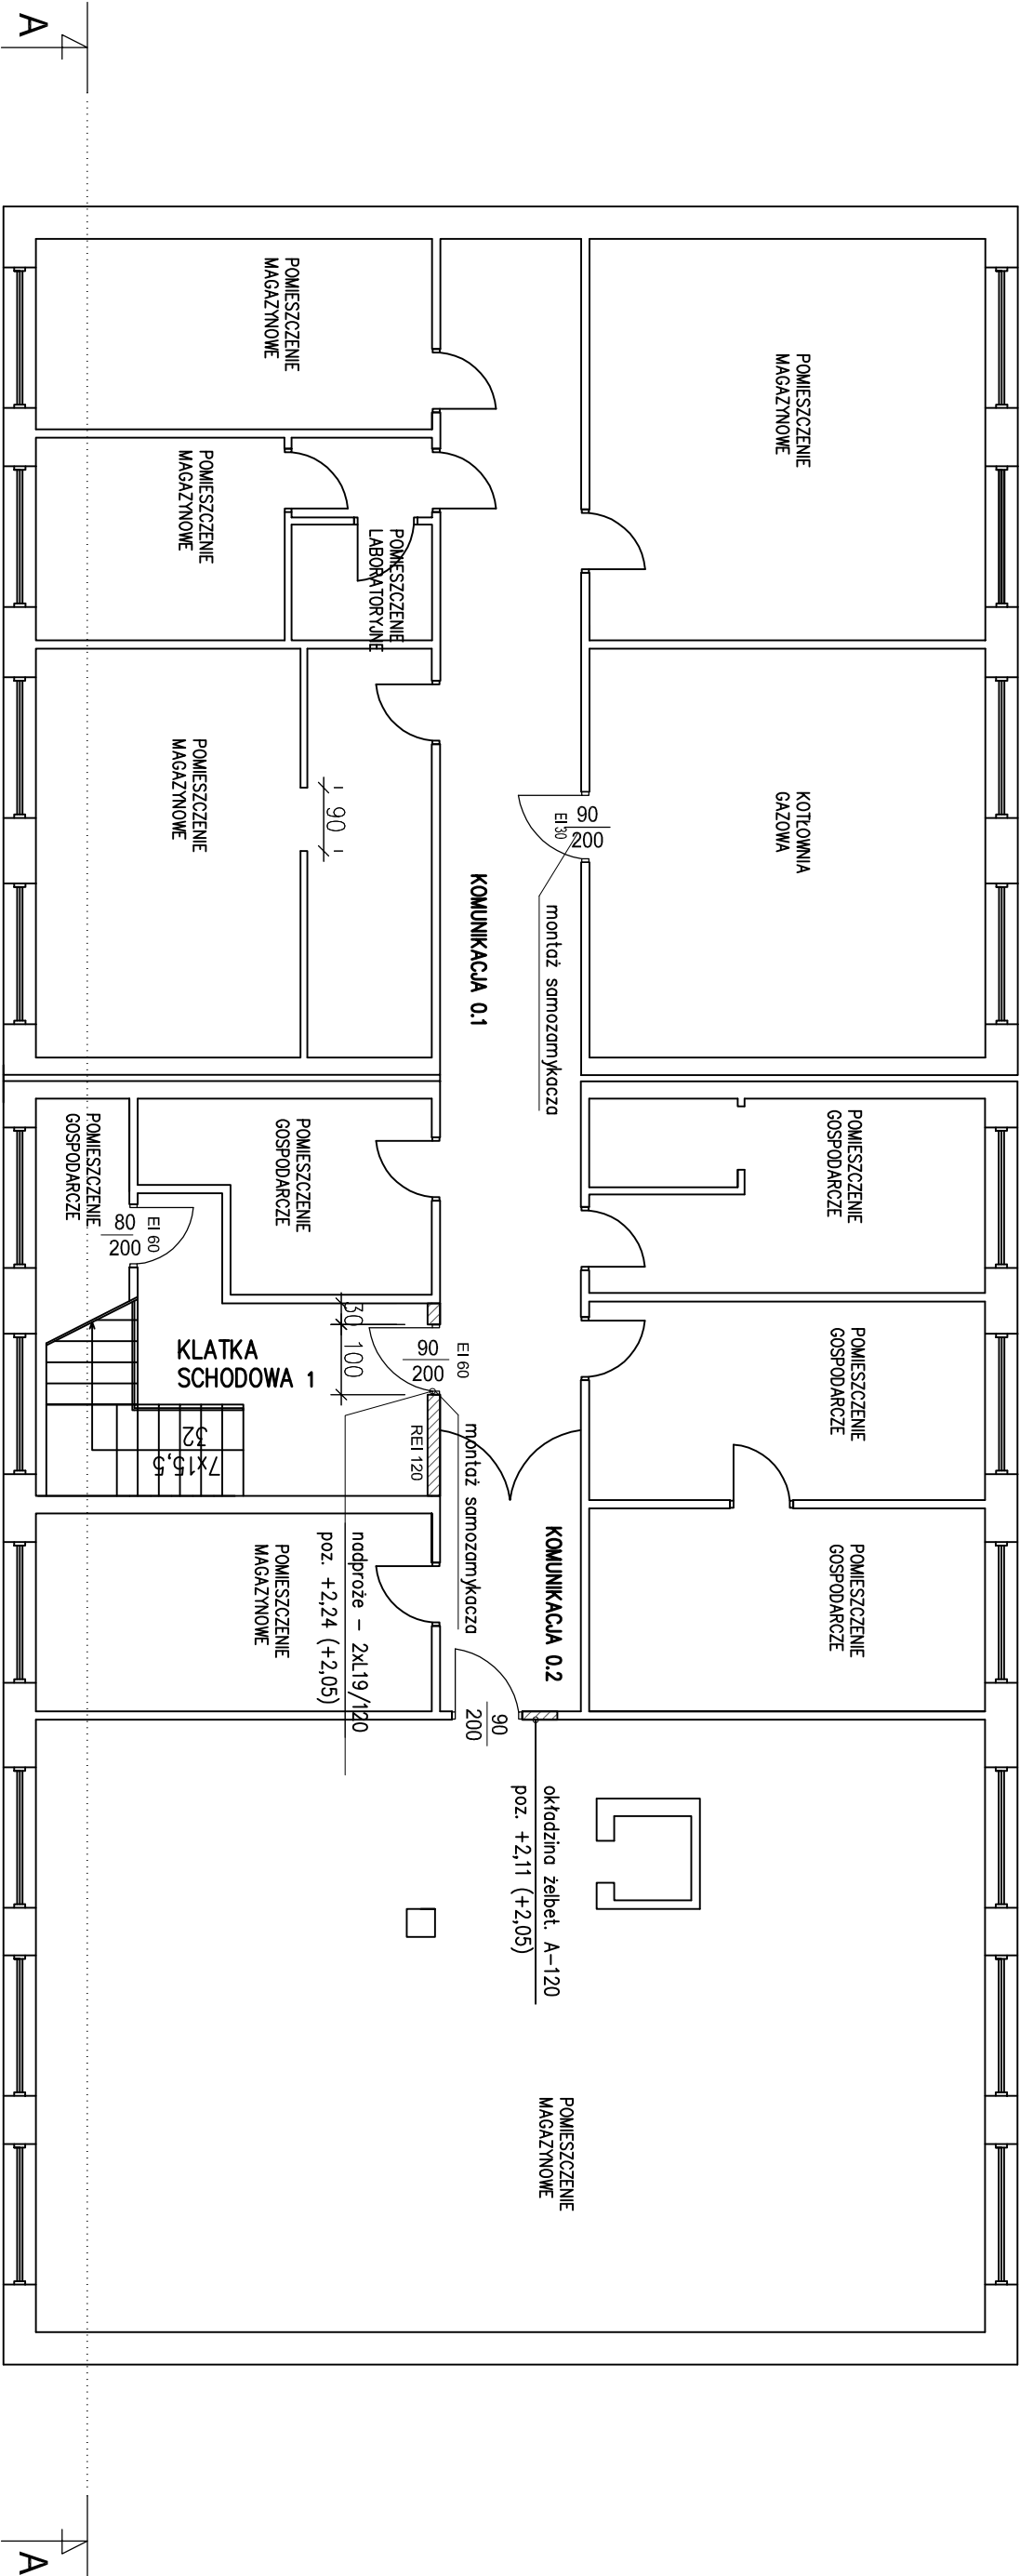 A
A
POMIESZCZENIE
MAGAZYNOWE
KOTŁOWNIA
GAZOWA
POMIESZCZENIE
GOSPODARCZE
POMIESZCZENIE
GOSPODARCZE
POMIESZCZENIE
GOSPODARCZE
90
200
EI 30
montaż samozamykacza
KOMUNIKACJA 0.1
KOMUNIKACJA 0.2
POMIESZCZENIE
MAGAZYNOWE
POMIESZCZENIE
MAGAZYNOWE
POMIESZCZENIE
LABORATORYJNE
POMIESZCZENIE
MAGAZYNOWE
90
POMIESZCZENIE
GOSPODARCZE
POMIESZCZENIE
GOSPODARCZE
EI 60
80
200
KLATKA
SCHODOWA 1
30
100
EI 60
90
200
REI 120
montaż samozamykacza
7x15,5
32
nadproże - 2xL19/120
poz. +2,24 (+2,05)
POMIESZCZENIE
MAGAZYNOWE
90
200
okładzina żelbet. A-120
poz. +2,11 (+2,05)
POMIESZCZENIE
MAGAZYNOWE